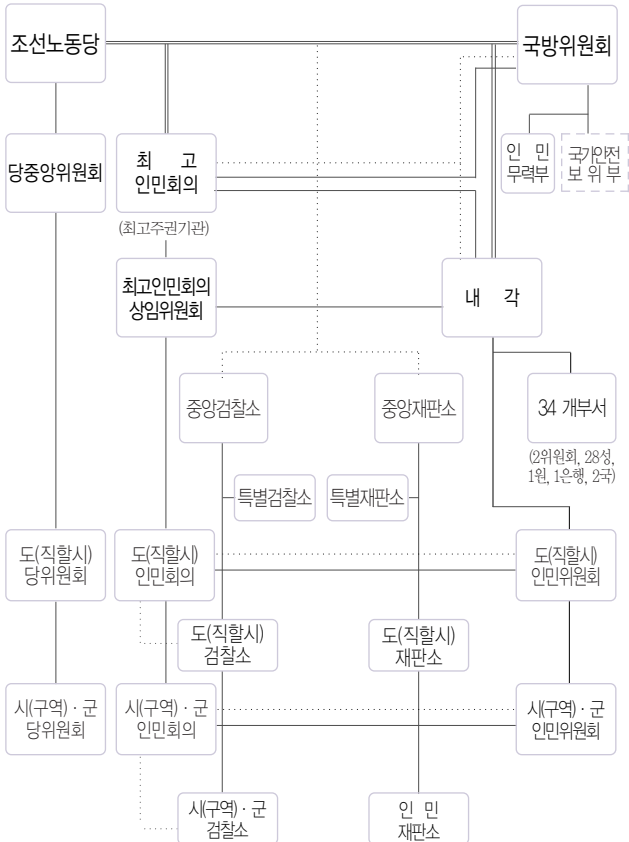 조선노동당
국방위원회
당중앙위원회
최 고
인민회의
인 민
무력부
국가안전
보 위 부
(최고주권기관)
최고인민회의
상임위원회
내 각
중앙검찰소
중앙재판소
34 개부서
(2위원회, 28성,
1원, 1은행, 2국)
특별검찰소
특별재판소
도(직할시)
당위원회
도(직할시)
인민회의
도(직할시)
인민위원회
도(직할시)
검찰소
도(직할시)
재판소
시(구역) · 군
당위원회
시(구역) · 군
인민회의
시(구역) · 군
인민위원회
시(구역) · 군
검찰소
인 민
재판소